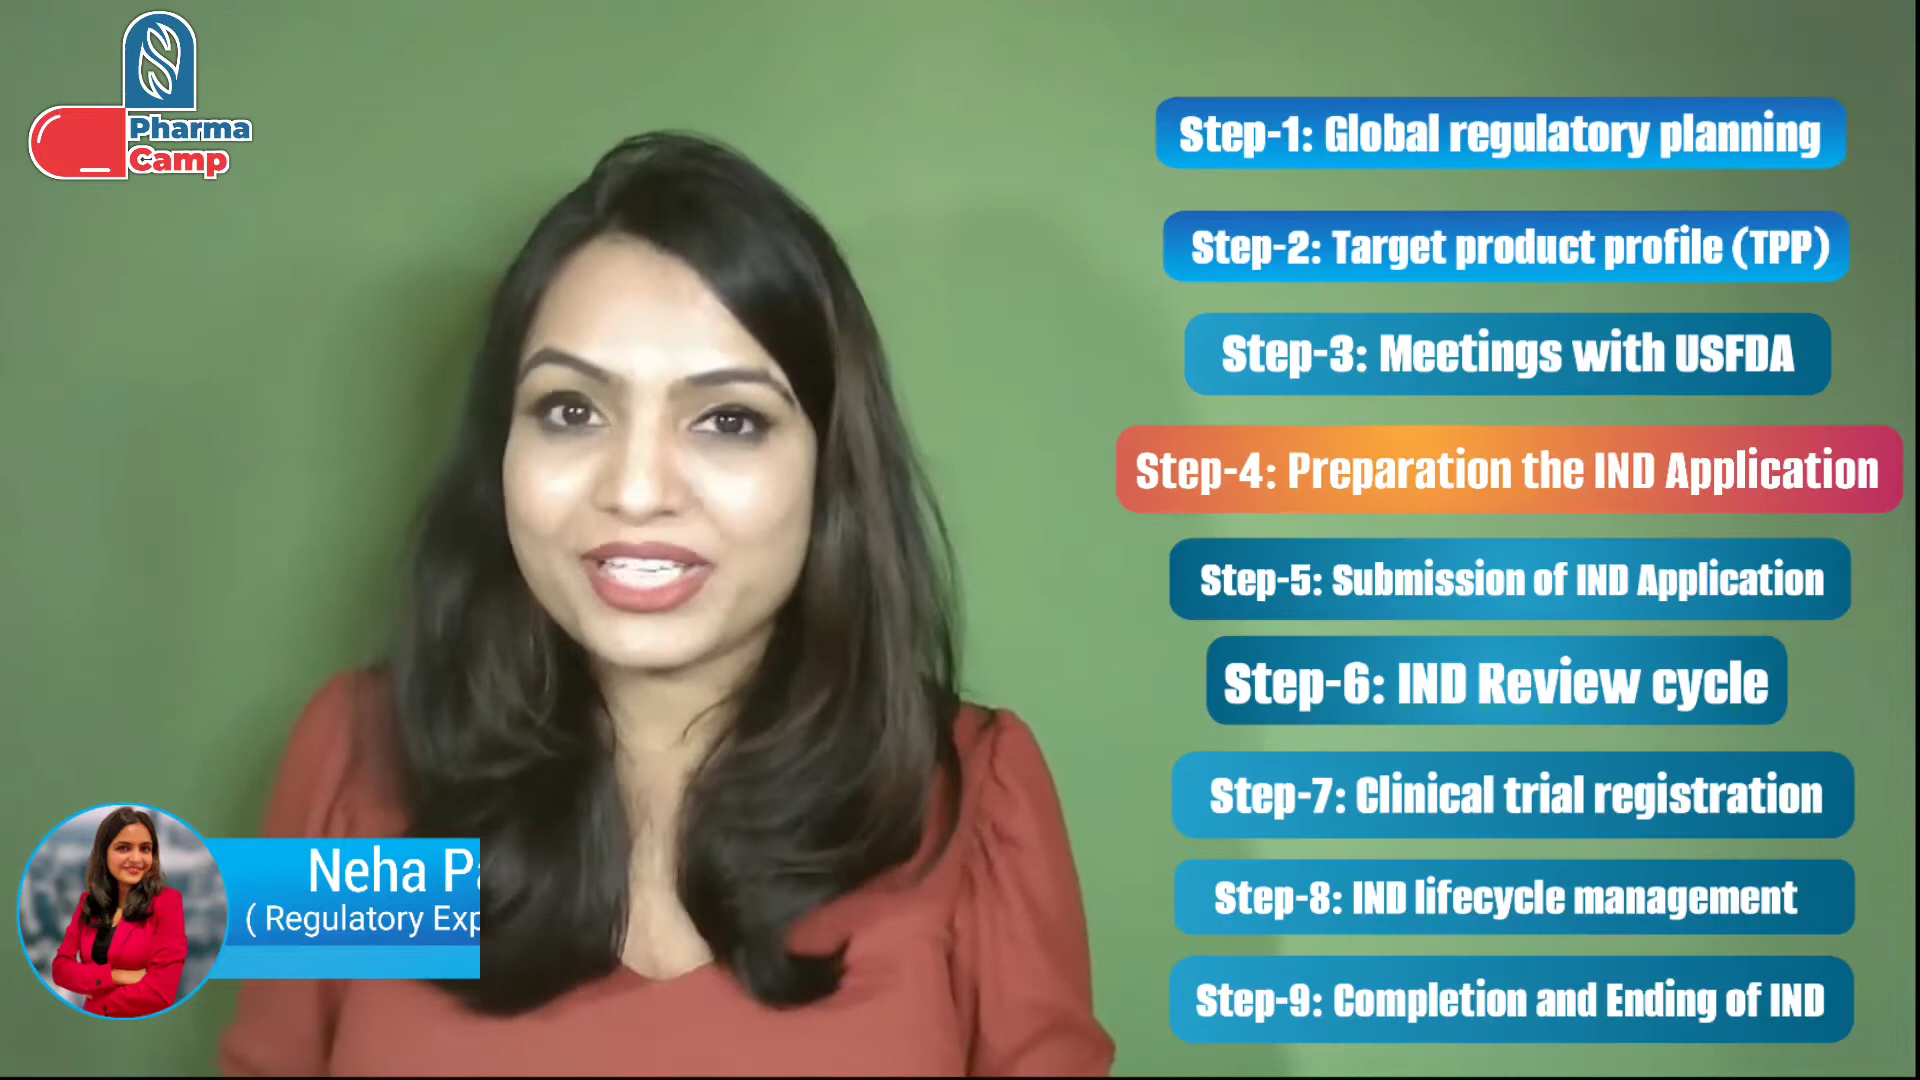 Pharma
Camp
Step-1: Global regulatory planning
Step-2: Target product profile (TPP)
Step-3: Meetings with USFDA
Step-4: Preparation the IND Application
Step-5: Submission of IND Application
Step-6: IND Review cycle
Step-7: Clinical trial registration
Step-8: IND lifecycle management
Step-9: Completion and Ending of IND
Neha
( Regulatory